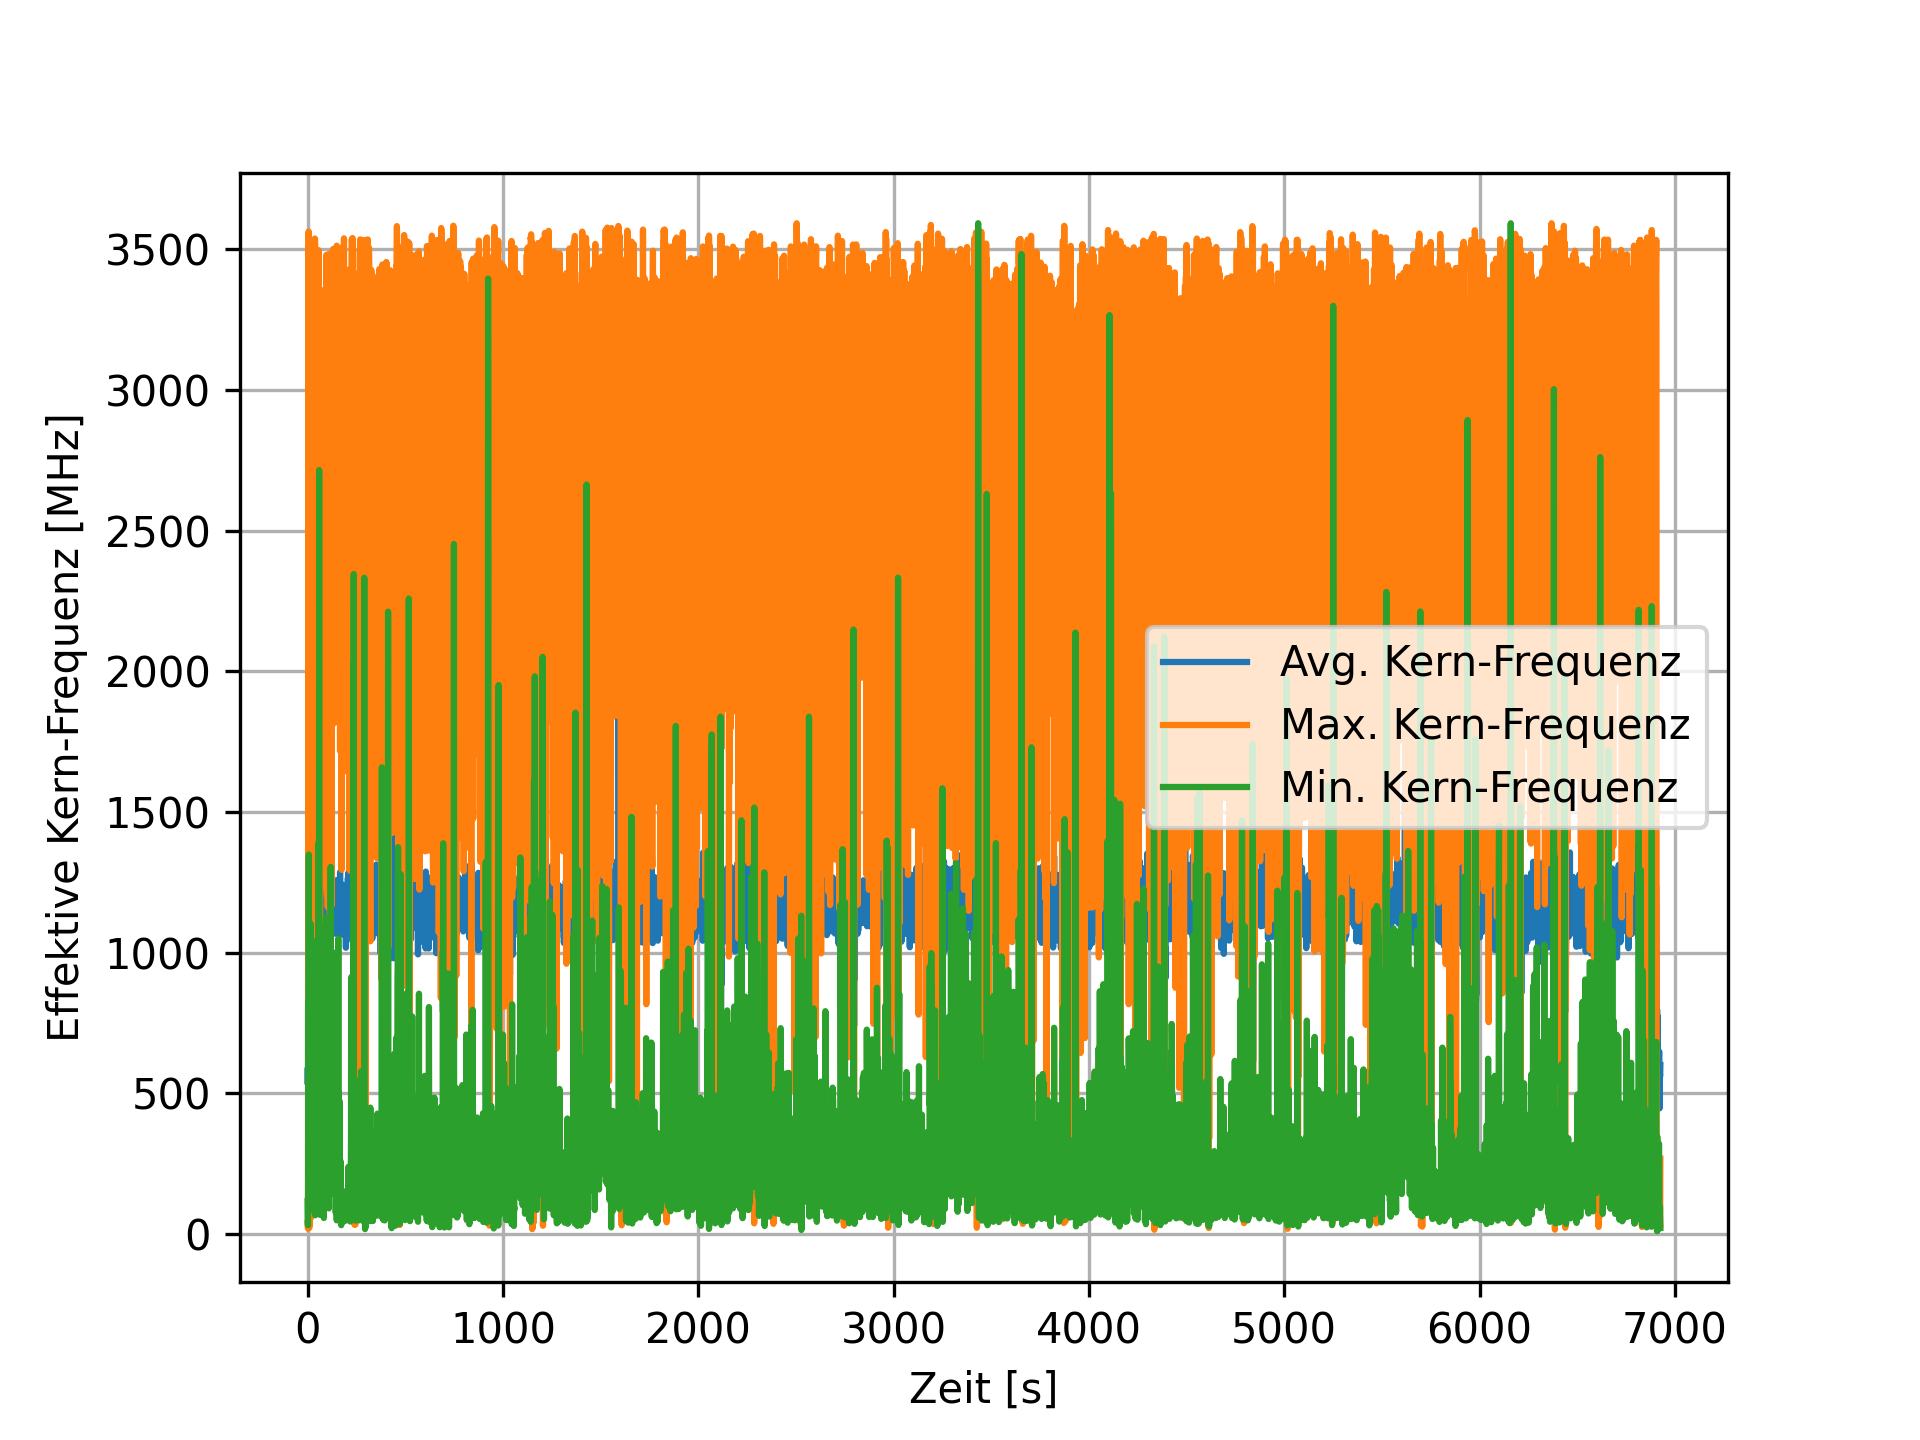 Effektive Kern-Frequenz [MHz]
3500
3000
2500
2000
1500
1000
500
0
Avg. Kern-Frequenz
Max. Kern-Frequenz
Min. Kern-Frequenz
0 1000 2000 3000 4000 5000 6000 7000
Zeit [s]